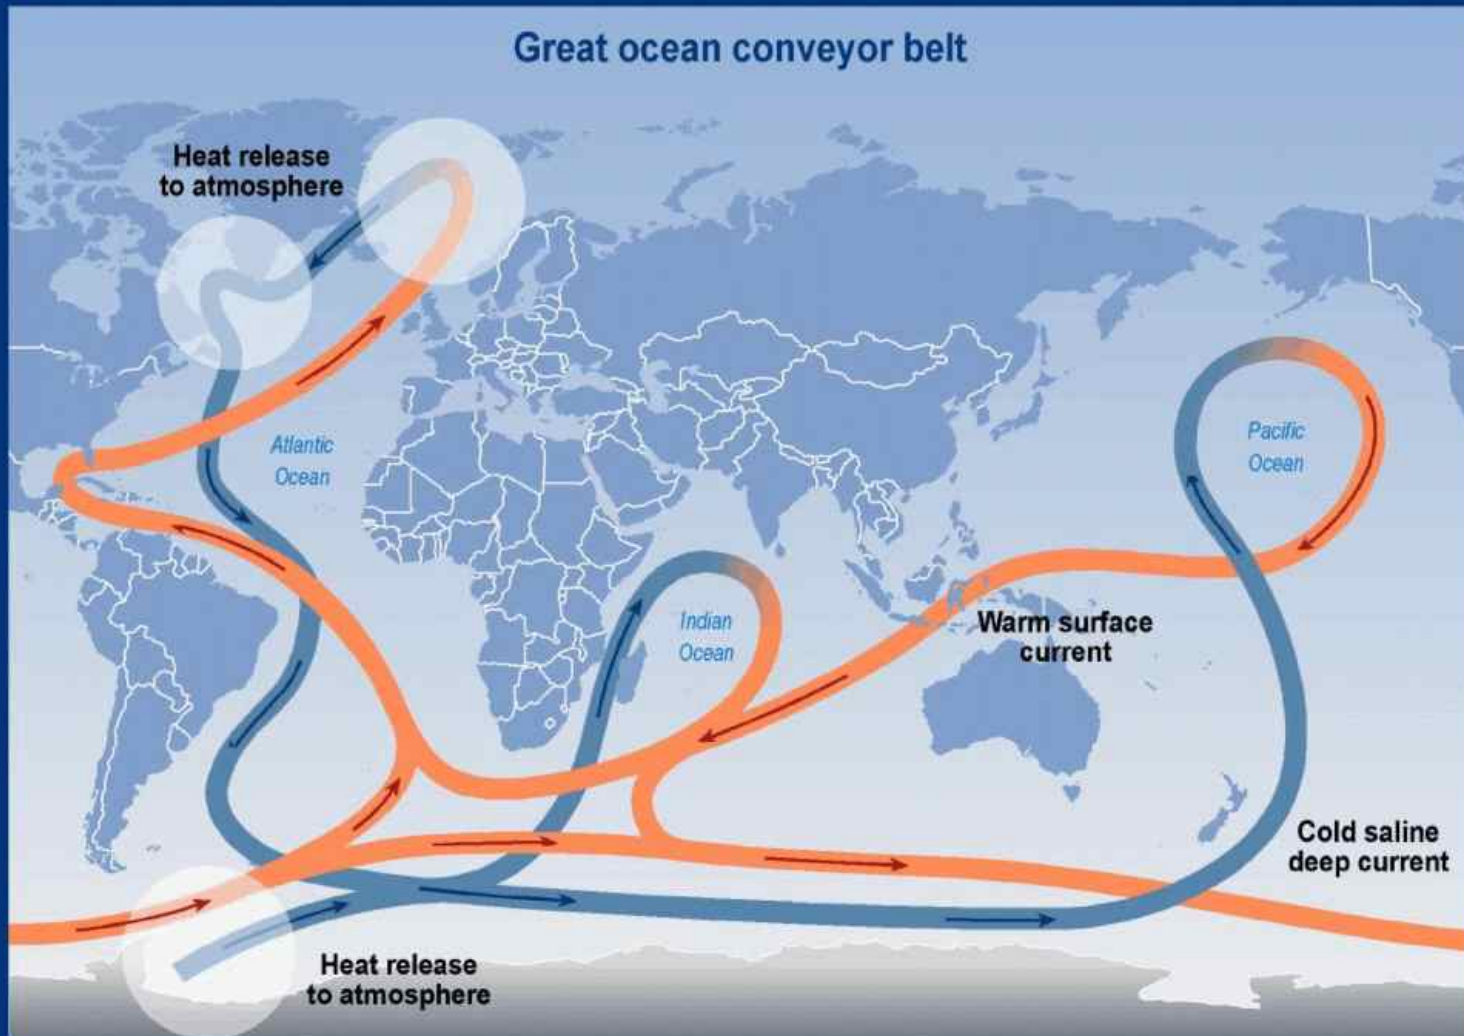 Great ocean conveyor belt
Heat release
to atmosphere
Atlantic
Ocean
Pacific
Ocean
Indian
Ocean
Warm surface
current
Cold saline
deep current
Heat release
to atmosphere